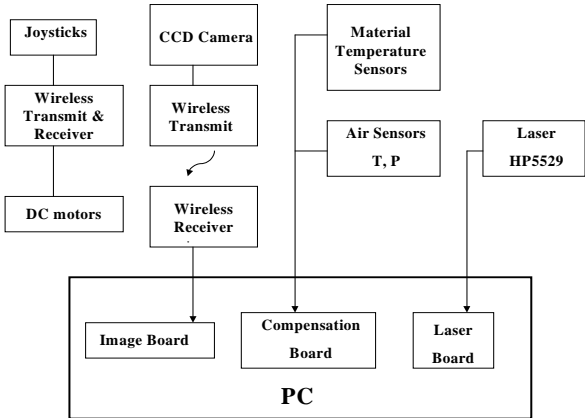 Joysticks
CCD Camera
Material
Temperature
Sensors
Wireless
Transmit &
Receiver
Wireless
Transmit
Air Sensors
T, P
Laser
HP5529
DC motors
Wireless
Receiver
Image Board
Compensation
Board
Laser
Board
PC